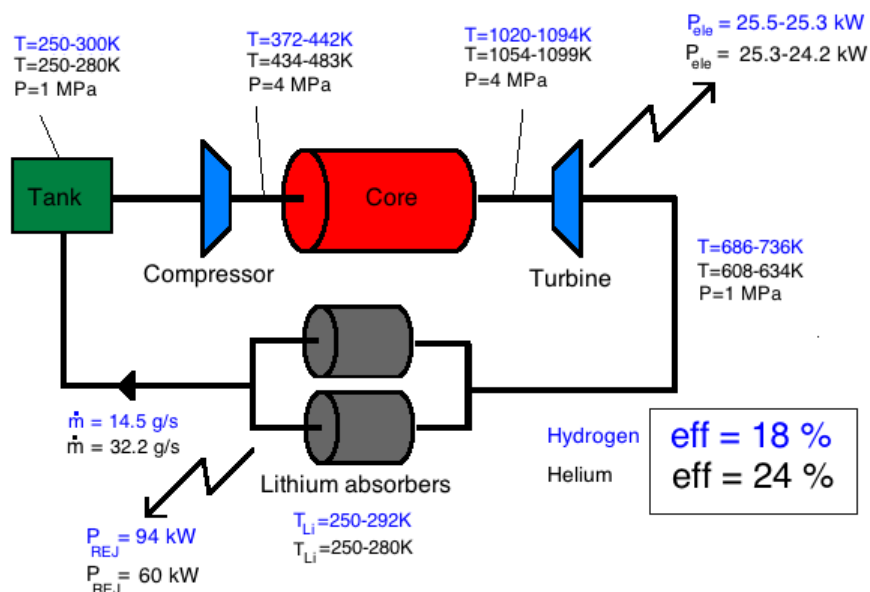 T=250-300K
T=250-280K
P=1 MPa
T=372-442K
T=434-483K
P=4 MPa
T=1020-1094K
T=1054-1099K
P=4 MPa
Pele = 25.5-25.3 kW
Pele = 25.3-24.2 kW
Tank
Compressor
Core
Turbine
T=686-736K
T=608-634K
P=1 MPa
ṁ = 14.5 g/s
ṁ = 32.2 g/s
Lithium absorbers
TLi=250-292K
TLi=250-280K
PREJ = 94 kW
PREJ = 60 kW
Hydrogen eff = 18 %
Helium eff = 24 %